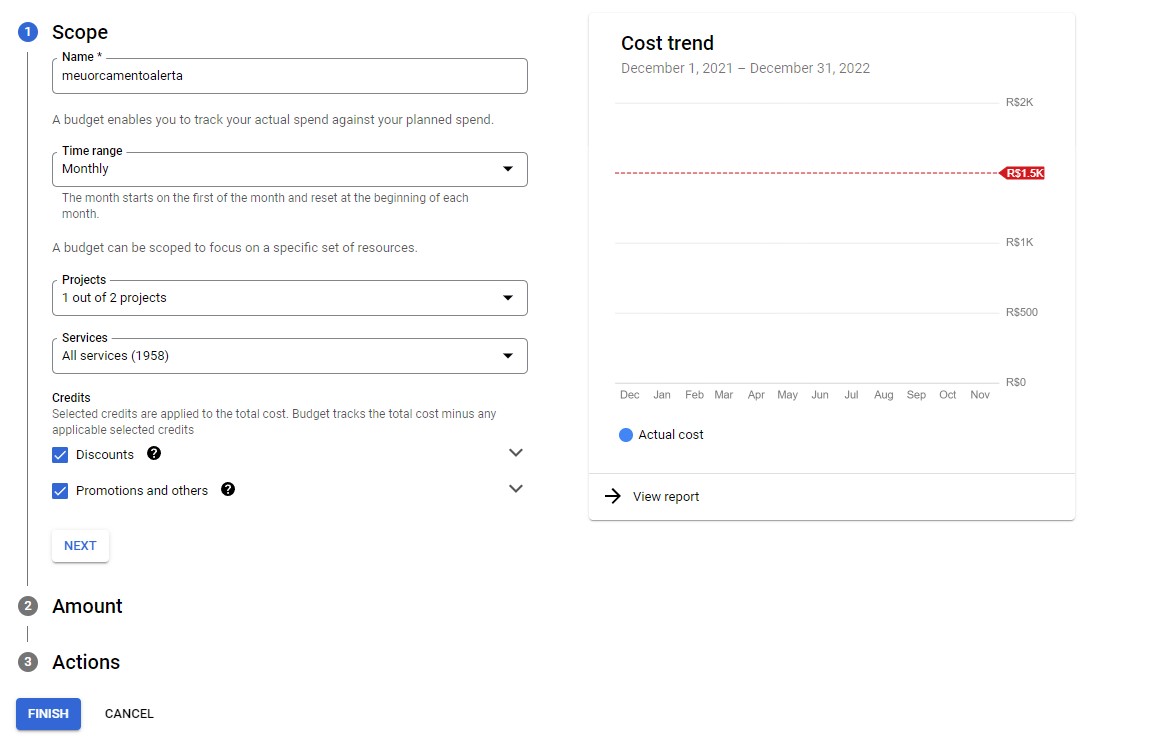 1 Scope
Name *
meuorcamentoalerta
A budget enables you to track your actual spend against your planned spend.
Time range
Monthly
The month starts on the first of the month and reset at the beginning of each
month.
A budget can be scoped to focus on a specific set of resources.
Projects
1 out of 2 projects
Services
All services (1958)
Credits
Selected credits are applied to the total cost. Budget tracks the total cost minus any
applicable selected credits
Discounts ?
Promotions and others ?
NEXT
2 Amount
3 Actions
FINISH CANCEL
Cost trend
December 1, 2021 – December 31, 2022
R$2K
R$1.5K
R$1K
R$500
R$0
Dec Jan Feb Mar Apr May Jun Jul Aug Sep Oct Nov
Actual cost
View report